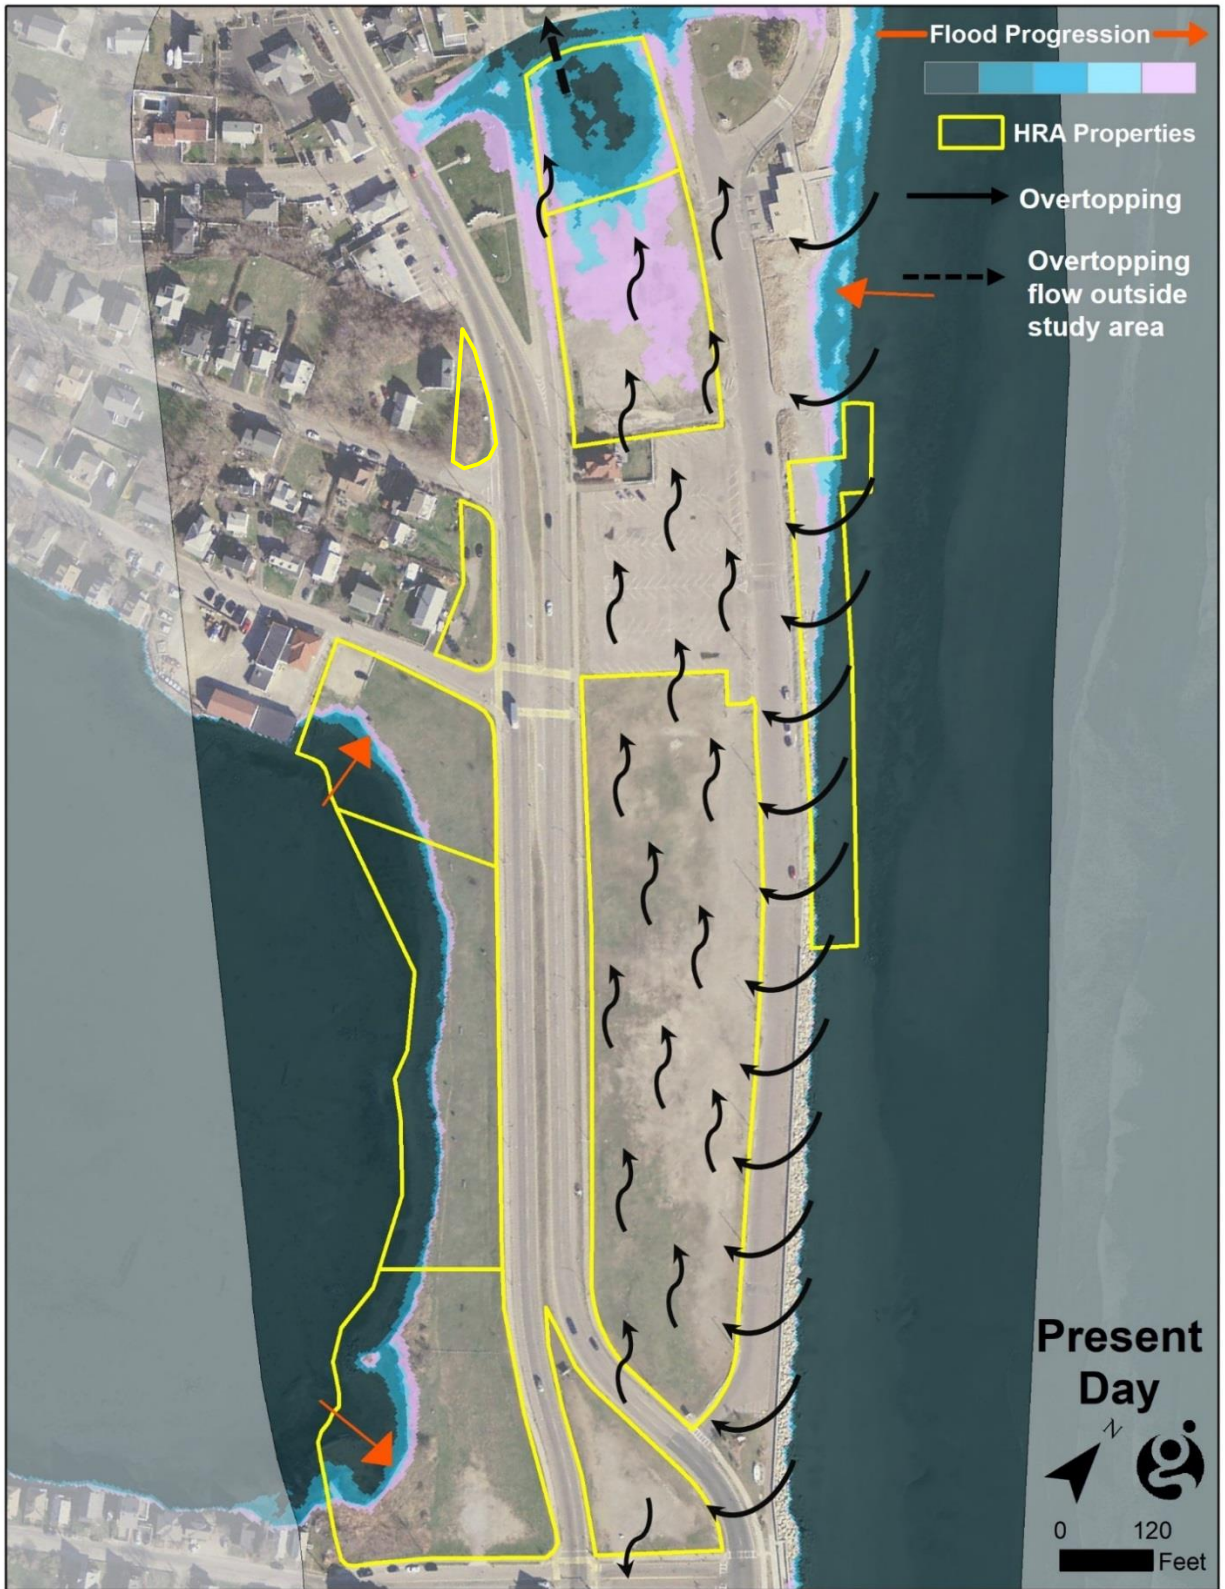 Flood Progression
HRA Properties
Overtopping
Overtopping
flow outside
study area
Present
Day
N
0 120
Feet